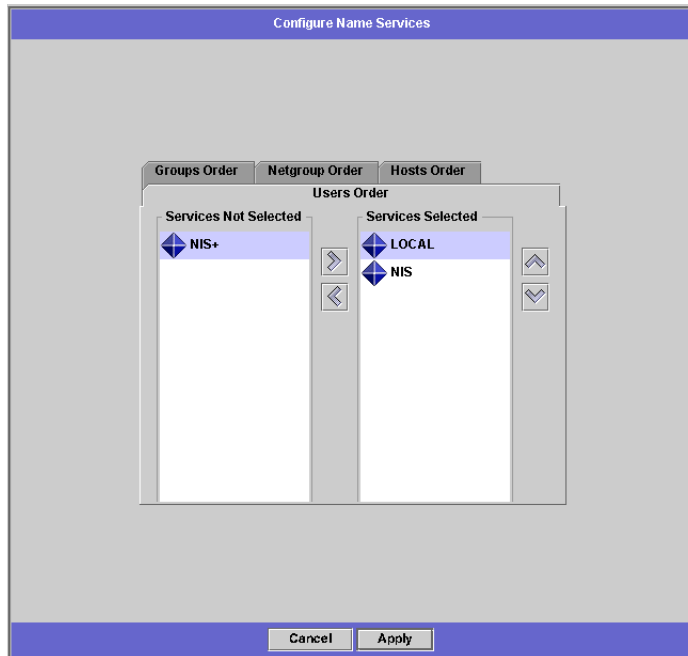 Configure Name Services
Groups Order Netgroup Order Hosts Order
Users Order
Services Not Selected Services Selected
NIS+ LOCAL
NIS
Cancel Apply